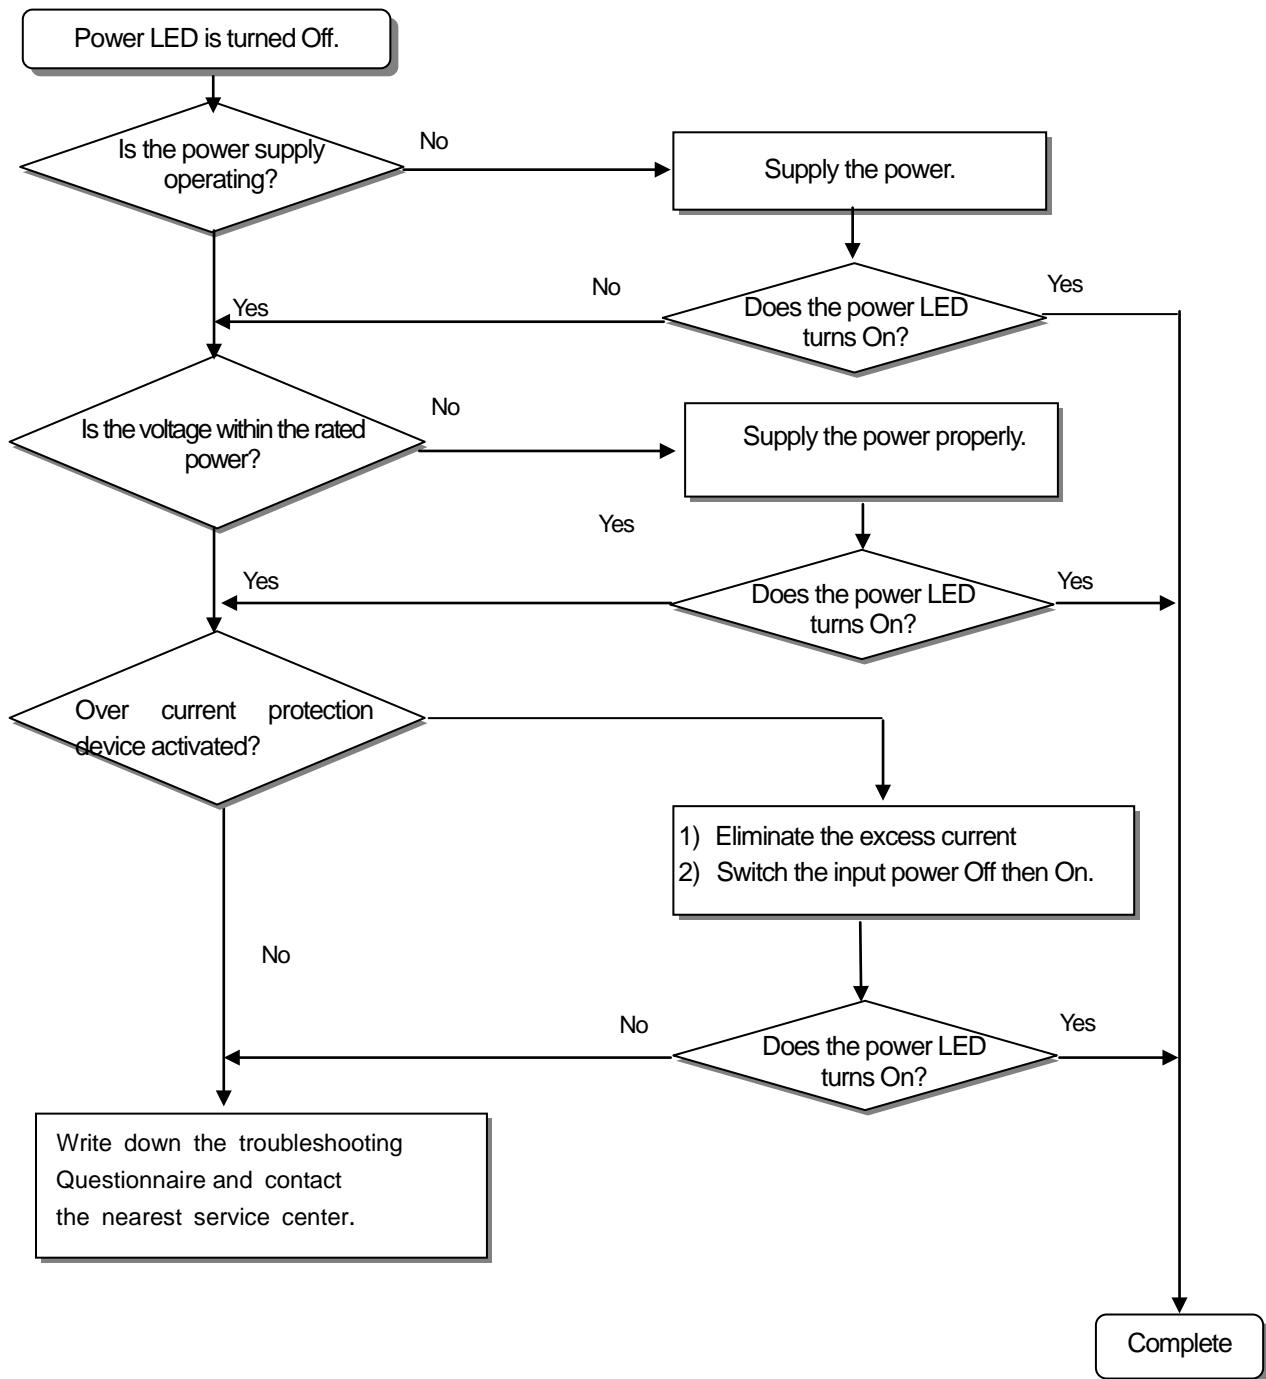 Power LED is turned Off.
Is the power supply
operating?
No
Supply the power.
Yes
No
Does the power LED
turns On?
Yes
Is the voltage within the rated
power?
No
Supply the power properly.
Yes
Yes
Does the power LED
turns On?
Yes
Over current protection
device activated?
1) Eliminate the excess current
2) Switch the input power Off then On.
No
No
Does the power LED
turns On?
Yes
Write down the troubleshooting
Questionnaire and contact
the nearest service center.
Complete